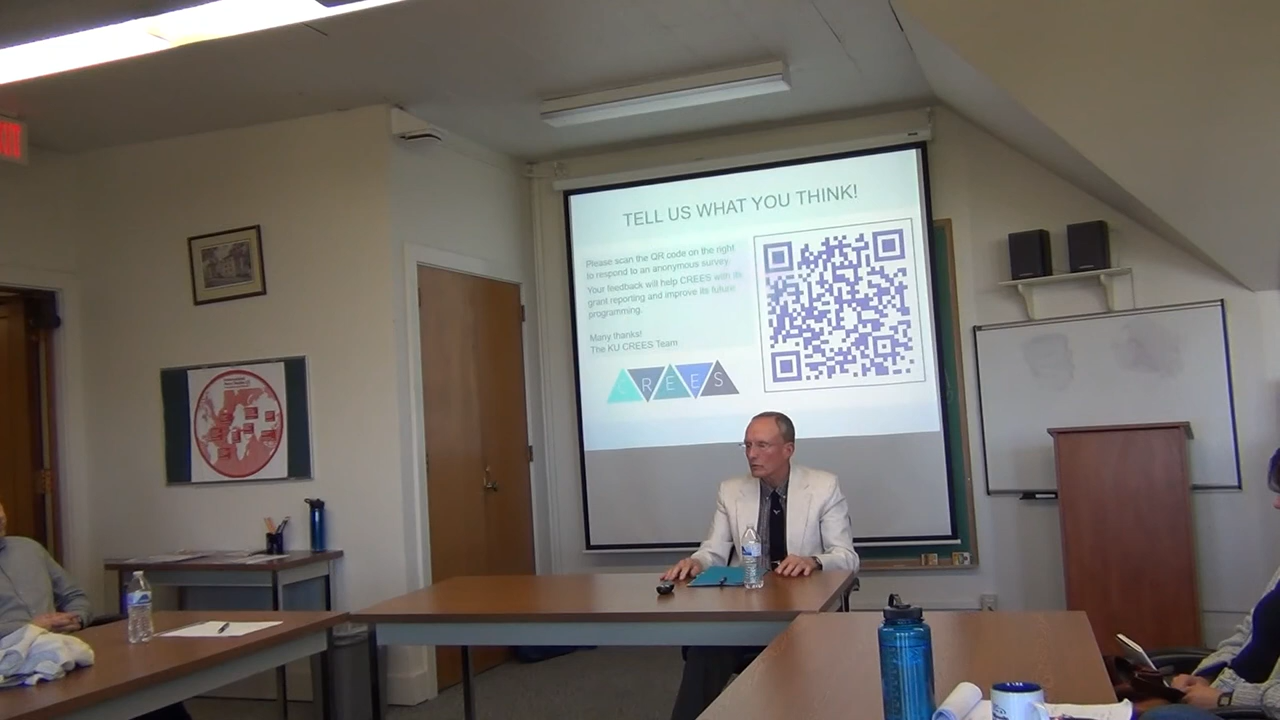 TELL US WHAT YOU THINK!
Please scan the QR code on the right
to respond to an anonymous survey.
Your feedback will help CREES with its
grant reporting and improve its future
programming.
Many thanks!
The KU CREES Team
CREES